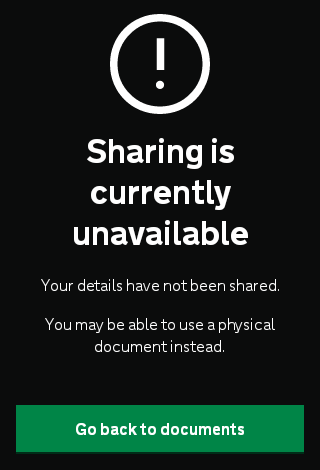 Sharing is
currently
unavailable
Your details have not been shared.
You may be able to use a physical
document instead.
Go back to documents